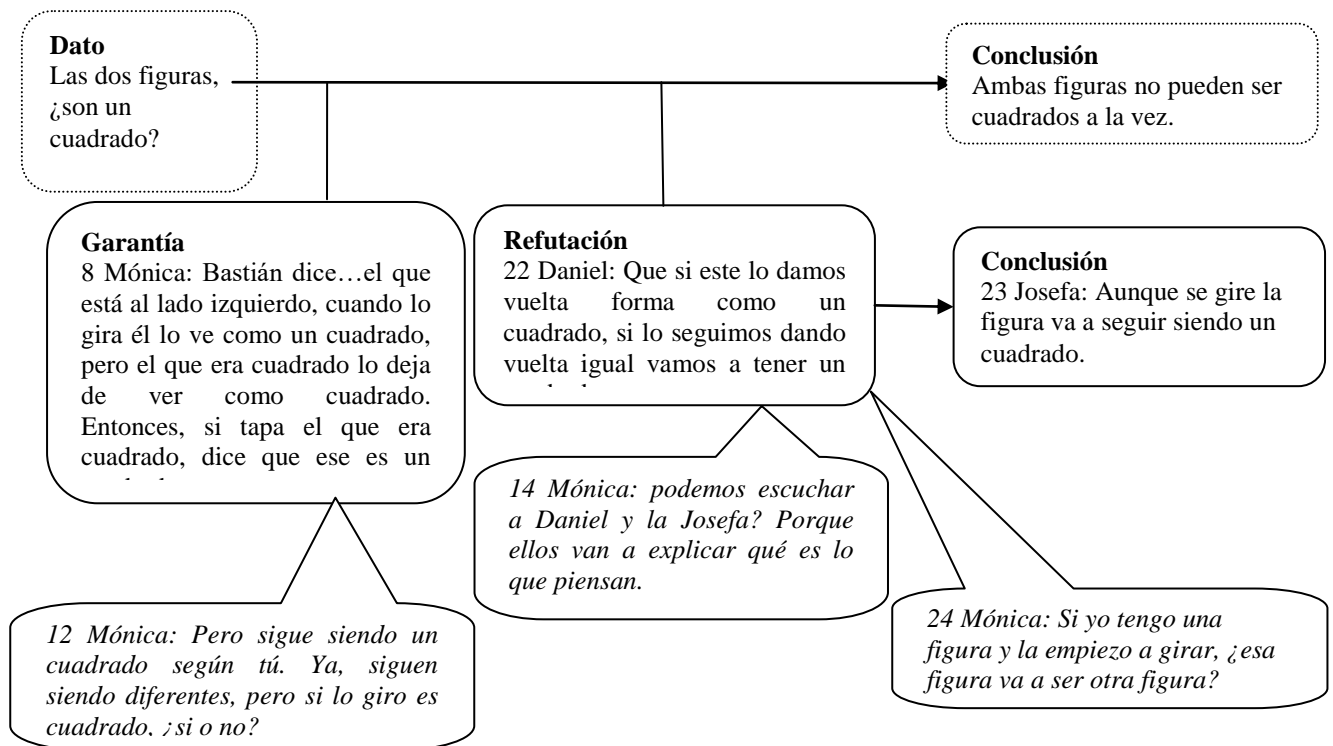 Dato
Las dos figuras,
¿son un
cuadrado?
Conclusión
Ambas figuras no pueden ser
cuadrados a la vez.
Garantía
8 Mónica: Bastián dice…el que
está al lado izquierdo, cuando lo
gira él lo ve como un cuadrado,
pero el que era cuadrado lo deja
de ver como cuadrado.
Entonces, si tapa el que era
cuadrado, dice que ese es un
Refutación
22 Daniel: Que si este lo damos
vuelta forma como un
cuadrado, si lo seguimos dando
vuelta igual vamos a tener un
Conclusión
23 Josefa: Aunque se gire la
figura va a seguir siendo un
cuadrado.
14 Mónica: podemos escuchar
a Daniel y la Josefa? Porque
ellos van a explicar qué es lo
que piensan.
12 Mónica: Pero sigue siendo un
cuadrado según tú. Ya, siguen
siendo diferentes, pero si lo giro es
cuadrado, ¿si o no?
24 Mónica: Si yo tengo una
figura y la empiezo a girar, ¿esa
figura va a ser otra figura?